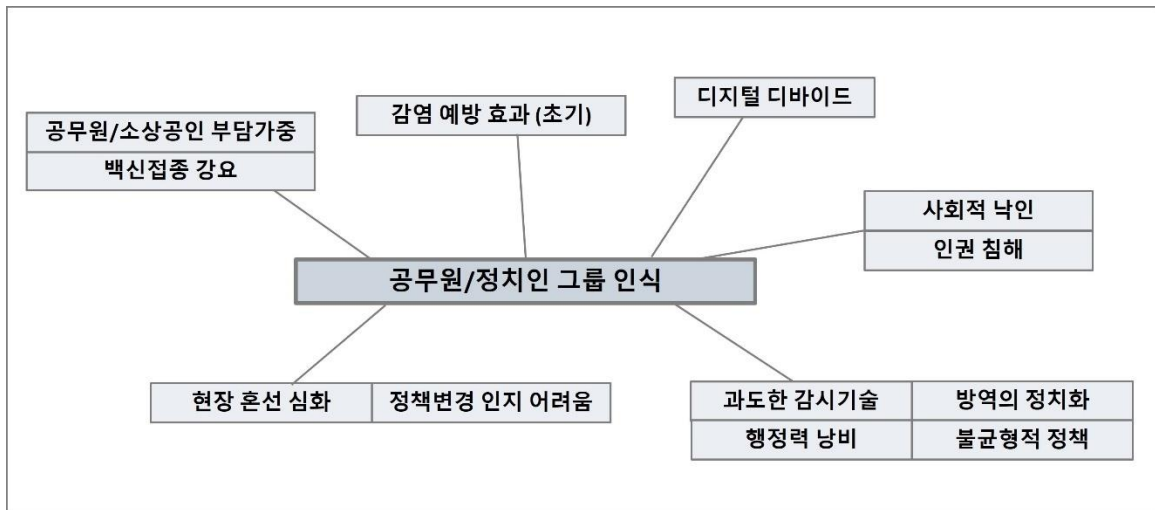 디지털 디바이드
감염 예방 효과 (초기)
공무원/소상공인 부담가중
백신접종 강요
사회적 낙인
인권 침해
공무원/정치인 그룹 인식
현장 혼선 심화
정책변경 인지 어려움
과도한 감시기술
방역의 정치화
행정력 낭비
불균형적 정책